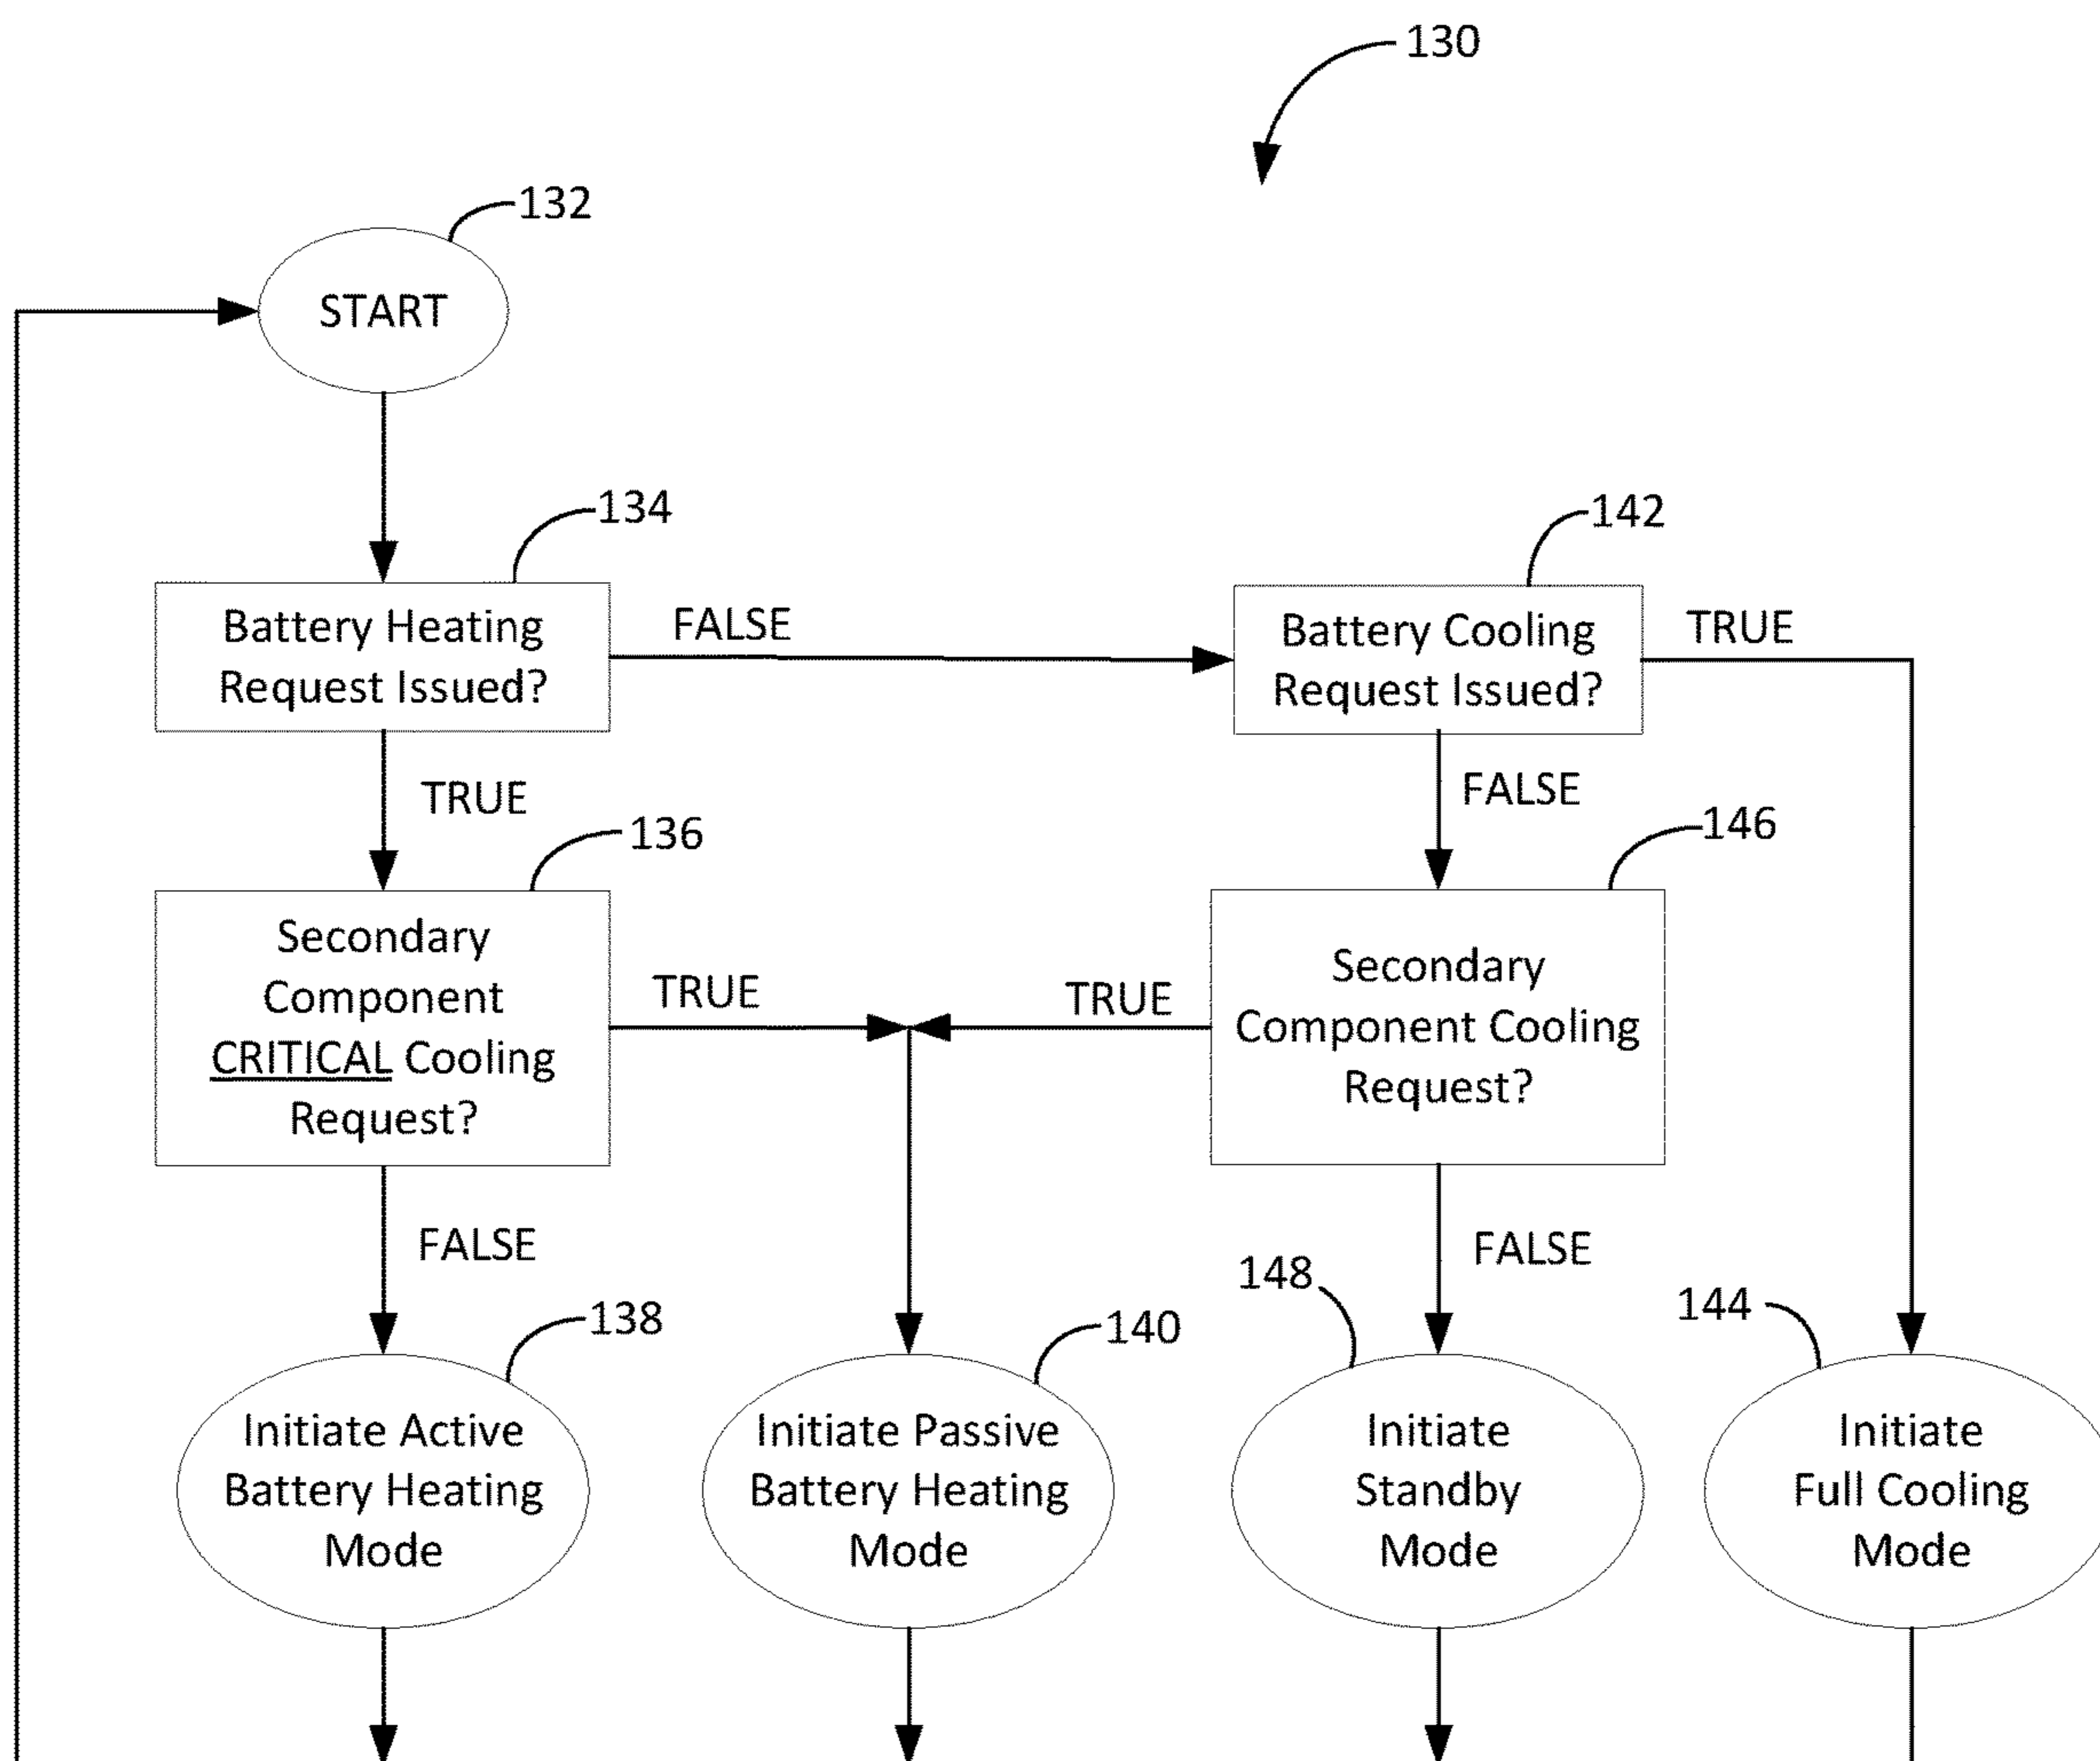 130
132
START
134
Battery Heating
Request Issued?
FALSE
142
Battery Cooling
Request Issued?
TRUE
TRUE
FALSE
136
Secondary
Component
CRITICAL Cooling
Request?
TRUE
TRUE
146
Secondary
Component Cooling
Request?
FALSE
FALSE
138
Initiate Active
Battery Heating
Mode
140
Initiate Passive
Battery Heating
Mode
148
Initiate
Standby
Mode
144
Initiate
Full Cooling
Mode